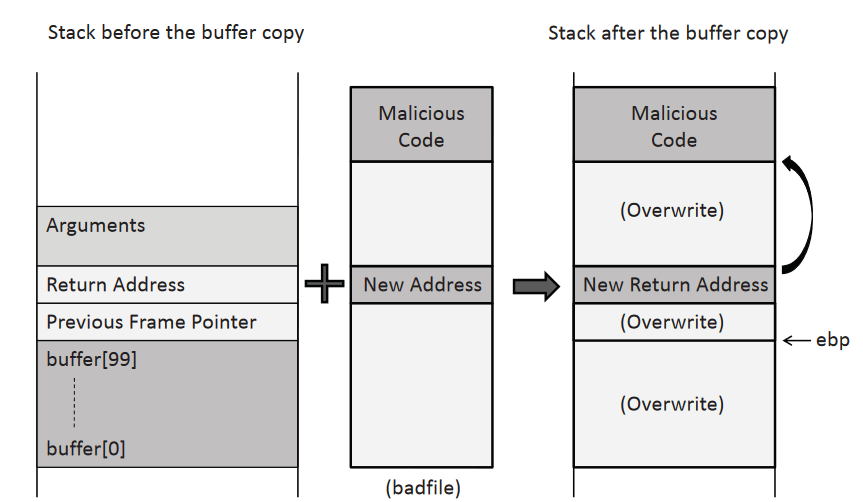 Stack before the buffer copy
Stack after the buffer copy
Malicious
Code
Malicious
Code
Arguments
(Overwrite)
Return Address
New Address
New Return Address
Previous Frame Pointer
(Overwrite)
ebp
buffer[99]
(Overwrite)
buffer[0]
(badfile)